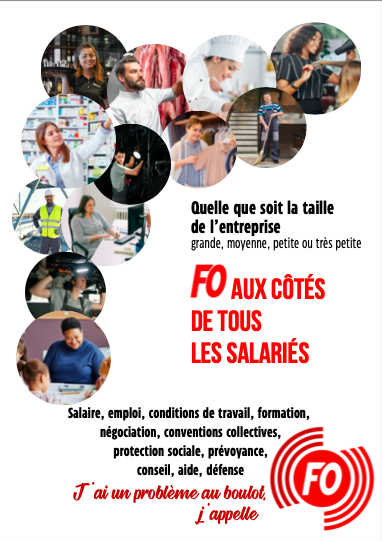 Quelle que soit la taille
de l'entreprise
grande, moyenne, petite ou très petite
FO AUX CÔTÉS
DE TOUS
LES SALARIÉS
Salaire, emploi, conditions de travail, formation,
négociation, conventions collectives,
protection sociale, prévoyance,
conseil, aide, défense
J'ai un problème au boulot,
j'appelle
FO